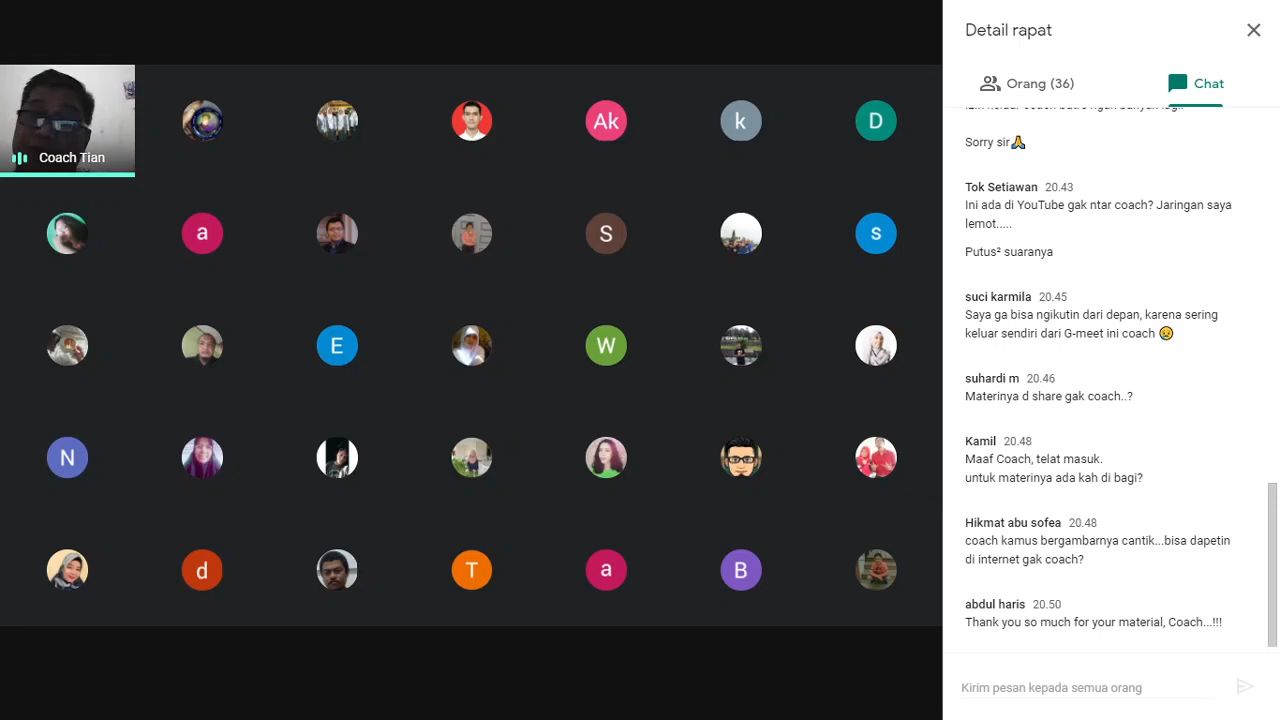 Coach Tian
Ak
k
D
a
S
s
E
W
N
d
T
a
B
Detail rapat
Orang (36)
Chat
Sorry sir🙏
Tok Setiawan 20.43
Ini ada di YouTube gak ntar coach? Jaringan saya
lemot.....
Putus² suaranya
suci karmila 20.45
Saya ga bisa ngikutin dari depan, karena sering
keluar sendiri dari G-meet ini coach 😥
suhardi m 20.46
Materinya d share gak coach..?
Kamil 20.48
Maaf Coach, telat masuk.
untuk materinya ada kah di bagi?
Hikmat abu sofea 20.48
coach kamus bergambarnya cantik...bisa dapetin
di internet gak coach?
abdul haris 20.50
Thank you so much for your material, Coach...!!!
Kirim pesan kepada semua orang